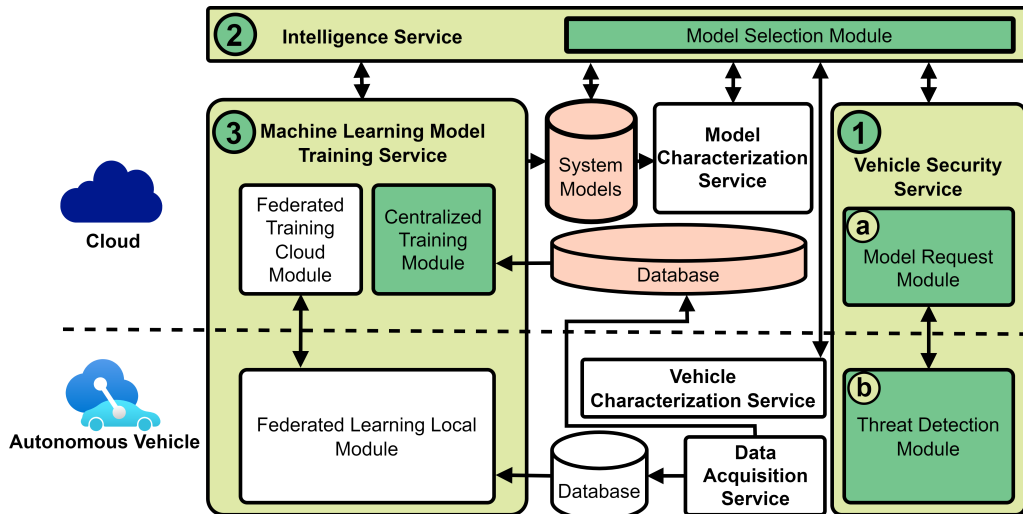 2
Intelligence Service
Model Selection Module
3
Machine Learning Model
Training Service
Federated
Training
Cloud
Module
Centralized
Training
Module
System
Models
Model
Characterization
Service
Database
1
Vehicle Security
Service
a
Model Request
Module
Cloud
Autonomous Vehicle
Federated Learning Local
Module
Vehicle
Characterization Service
Database
Data
Acquisition
Service
b
Threat Detection
Module